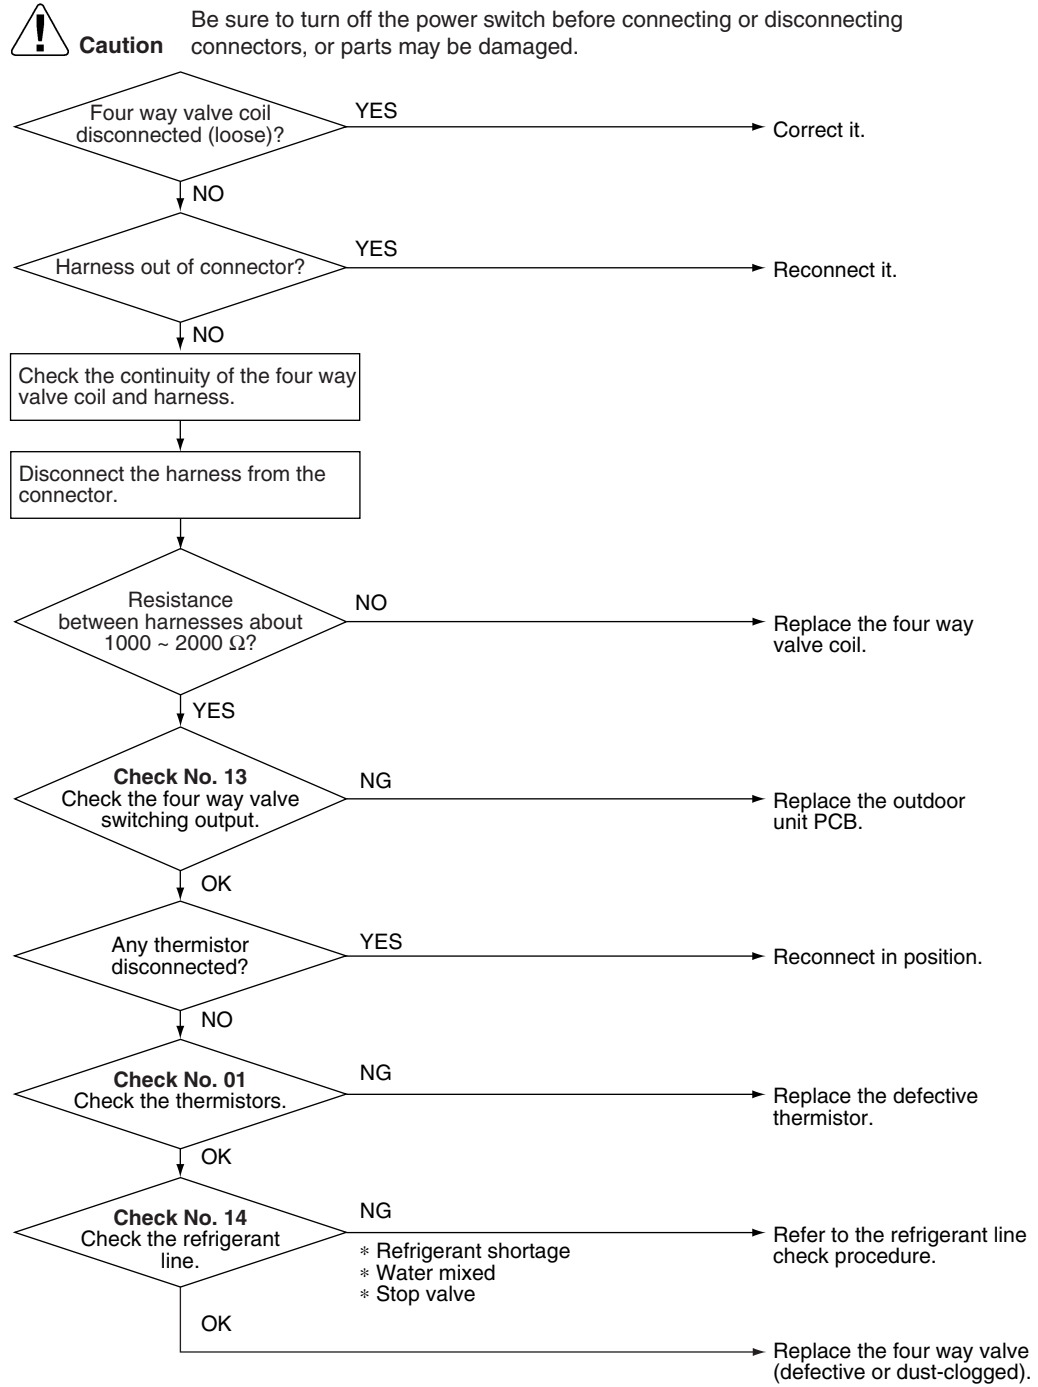 Be sure to turn off the power switch before connecting or disconnecting
Caution connectors, or parts may be damaged.
Four way valve coil
disconnected (loose)?
YES
Correct it.
NO
Harness out of connector?
YES
Reconnect it.
NO
Check the continuity of the four way
valve coil and harness.
Disconnect the harness from the
connector.
Resistance
between harnesses about
1000 ~ 2000 Ω?
NO
Replace the four way
valve coil.
YES
Check No. 13
Check the four way valve
switching output.
NG
Replace the outdoor
unit PCB.
OK
Any thermistor
disconnected?
YES
Reconnect in position.
NO
Check No. 01
Check the thermistors.
NG
Replace the defective
thermistor.
OK
Check No. 14
Check the refrigerant
line.
NG
∗ Refrigerant shortage
∗ Water mixed
∗ Stop valve
Refer to the refrigerant line
check procedure.
OK
Replace the four way valve
(defective or dust-clogged).